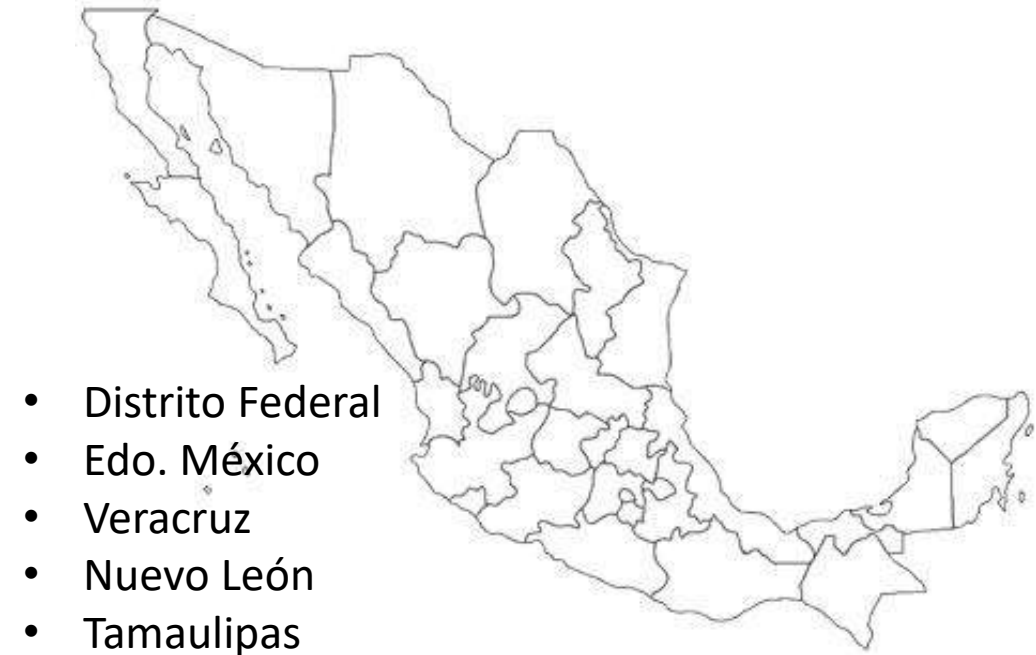 • Distrito Federal
• Edo. México
• Veracruz
• Nuevo León
• Tamaulipas